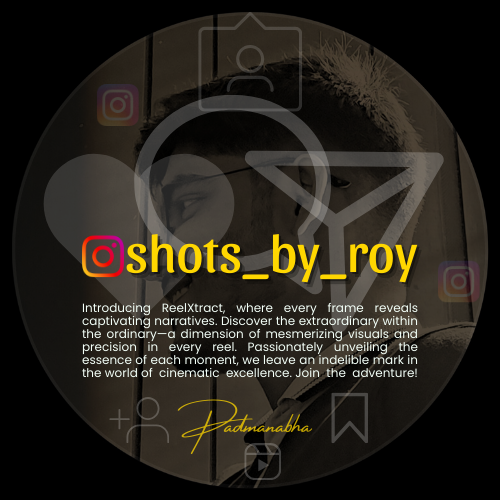 shots_by_roy
Introducing ReelXtract, where every frame reveals
captivating narratives. Discover the extraordinary within
the ordinary—a dimension of mesmerizing visuals and
precision in every reel. Passionately unveiling the
essence of each moment, we leave an indelible mark in
the world of cinematic excellence. Join the adventure!
Padmanabha